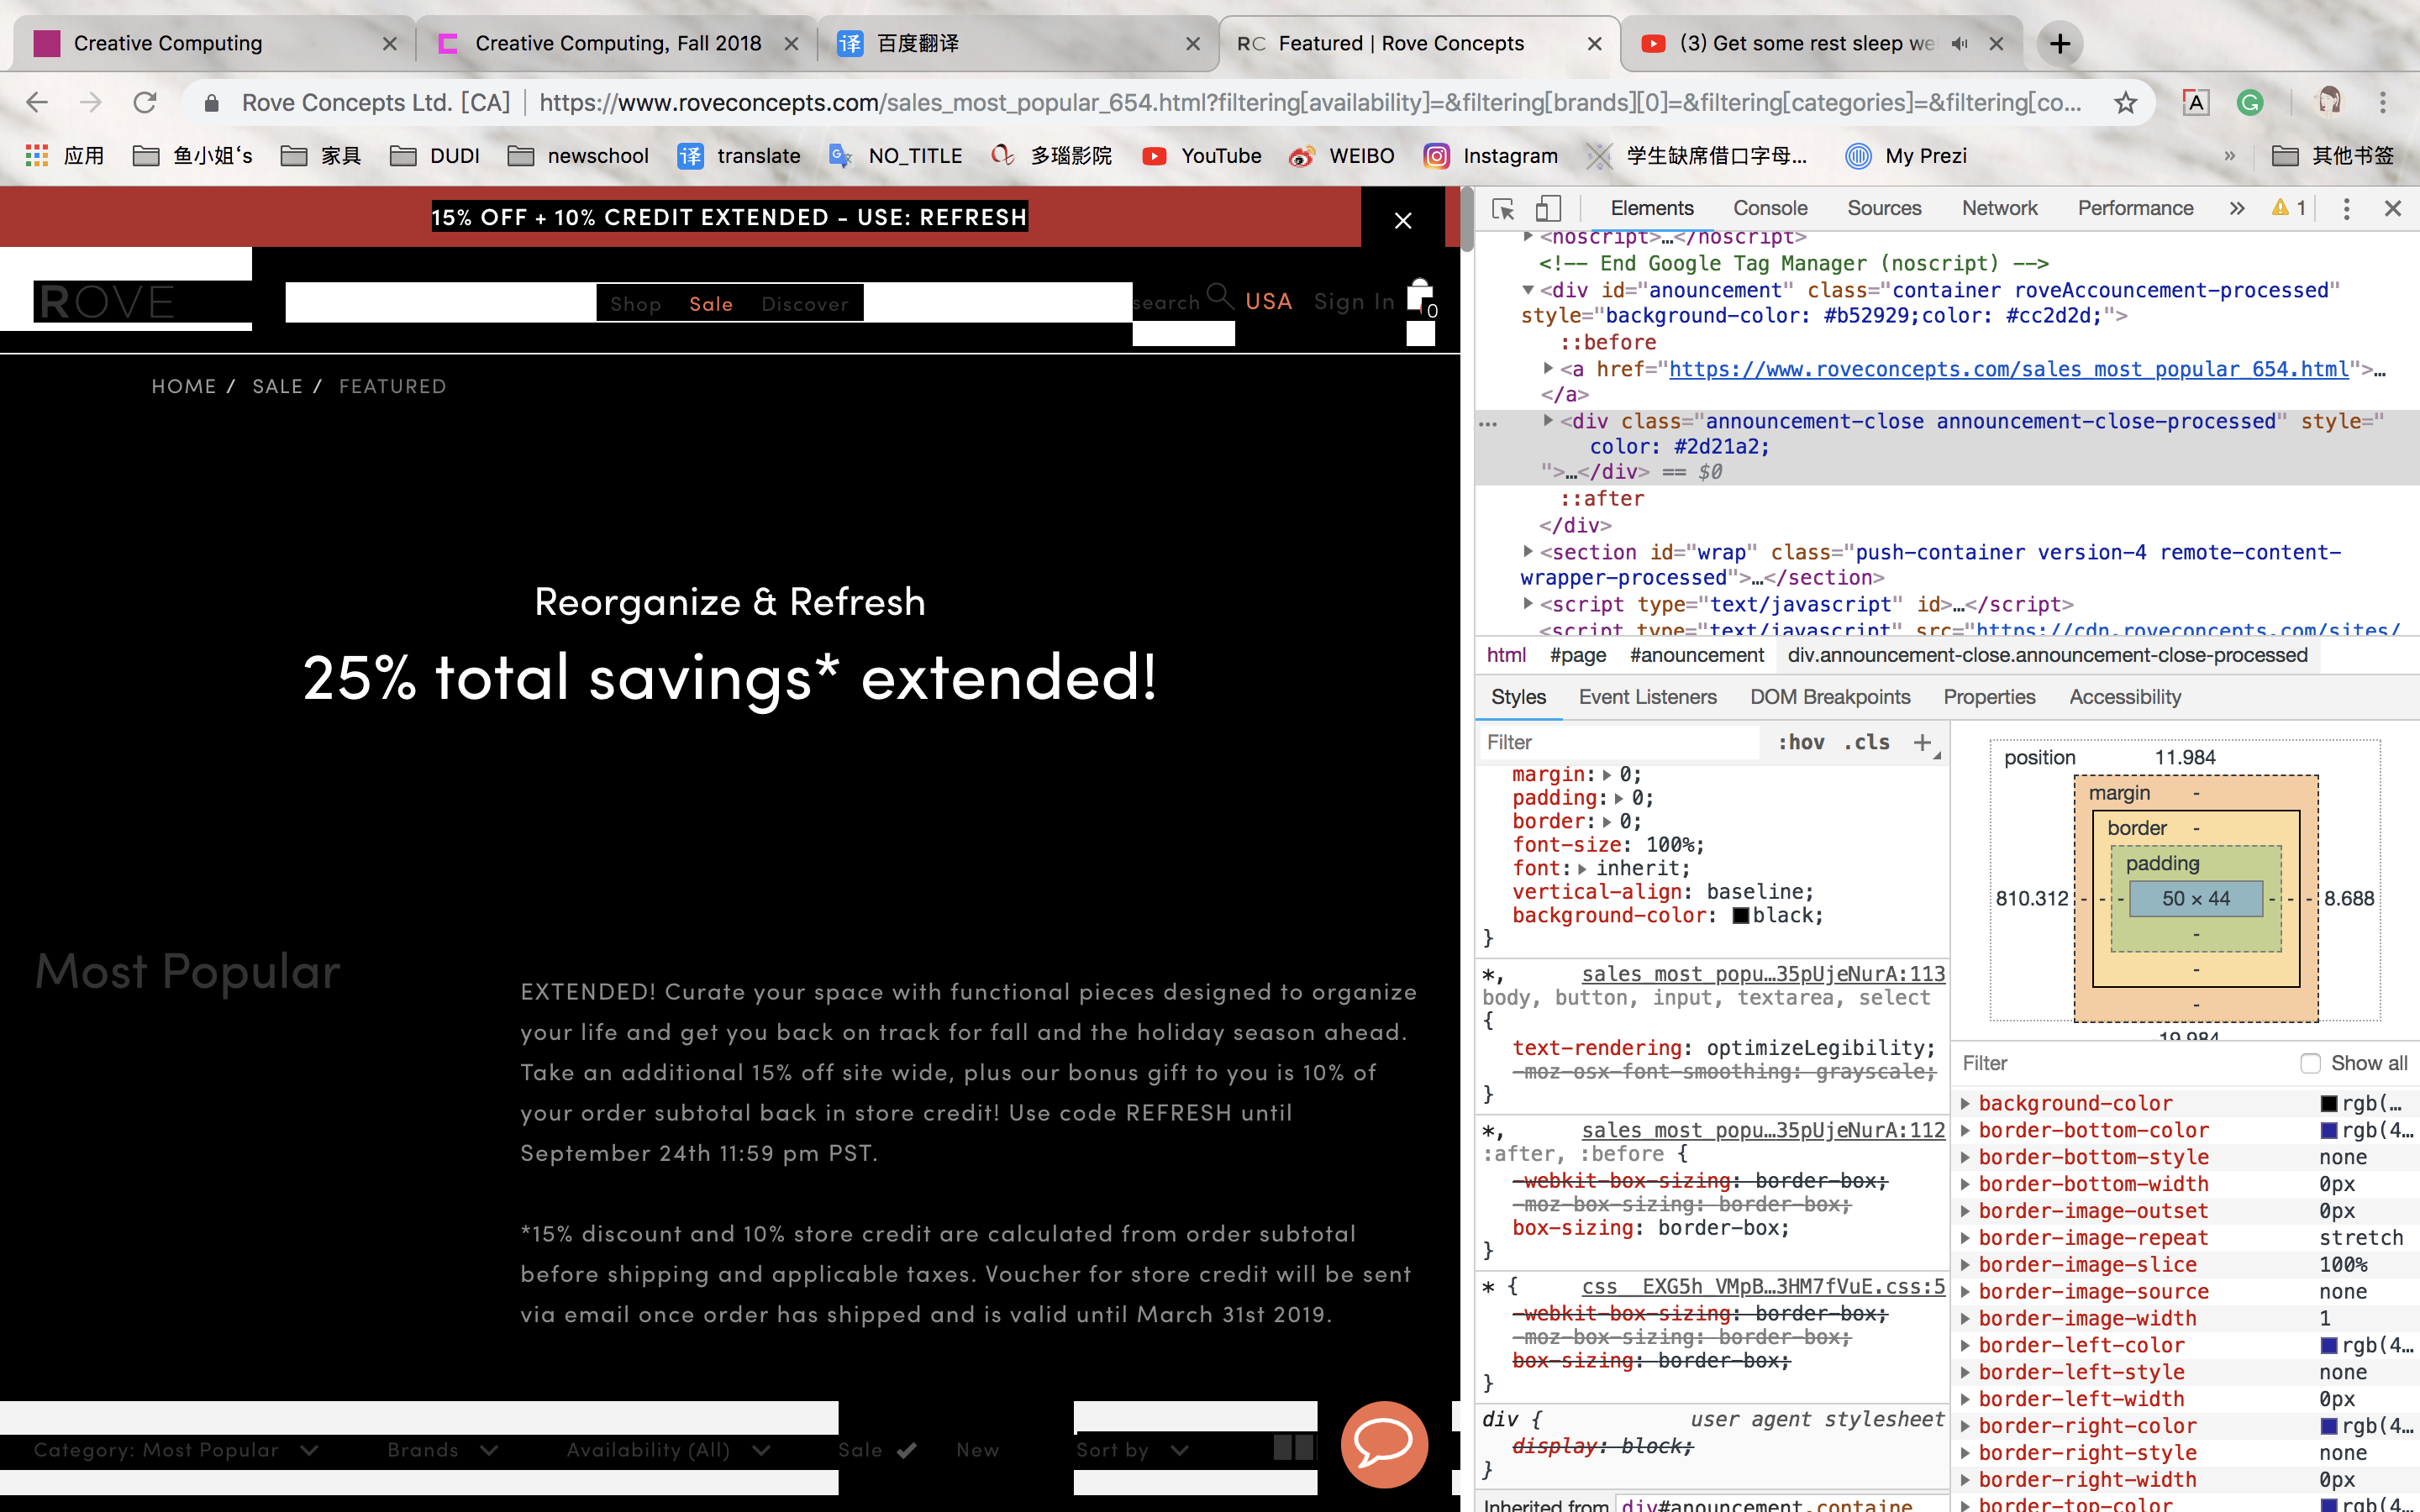 Creative Computing
Creative Computing, Fall 2018
译 百度翻译
RC Featured | Rove Concepts
(3) Get some rest sleep we
Rove Concepts Ltd. [CA] | https://www.roveconcepts.com/sales_most_popular_654.html?filtering[availability]=&filtering[brands][0]=&filtering[categories]=&filtering[co...
应用 鱼小姐‘s 家具 DUDI newschool 译 translate NO_TITLE 多瑙影院 YouTube WEIBO Instagram 学生缺席借口字母... My Prezi » 其他书签
15% OFF + 10% CREDIT EXTENDED - USE: REFRESH
ROVE
Shop Sale Discover
search USA Sign In 0
HOME / SALE / FEATURED
Reorganize & Refresh
25% total savings* extended!
Most Popular
EXTENDED! Curate your space with functional pieces designed to organize
your life and get you back on track for fall and the holiday season ahead.
Take an additional 15% off site wide, plus our bonus gift to you is 10% of
your order subtotal back in store credit! Use code REFRESH until
September 24th 11:59 pm PST.
*15% discount and 10% store credit are calculated from order subtotal
before shipping and applicable taxes. Voucher for store credit will be sent
via email once order has shipped and is valid until March 31st 2019.
Category: Most Popular Brands Availability (All) Sale New Sort by
Elements Console Sources Network Performance » 1
<noscript>…</noscript>
<!-- End Google Tag Manager (noscript) -->
<div id="anouncement" class="container roveAccouncement-processed"
style="background-color: #b52929;color: #cc2d2d;">
::before
<a href="https://www.roveconcepts.com/sales_most_popular_654.html">…
</a>
<div class="announcement-close announcement-close-processed" style="
color: #2d21a2;
">…</div> == $0
::after
</div>
<section id="wrap" class="push-container version-4 remote-content-
wrapper-processed">…</section>
<script type="text/javascript" id>…</script>
<script type="text/javascript" src="https://cdn.roveconcepts.com/sites/
html #page #anouncement div.announcement-close.announcement-close-processed
Styles Event Listeners DOM Breakpoints Properties Accessibility
Filter :hov .cls +
margin: 0;
padding: 0;
border: 0;
font-size: 100%;
font: inherit;
vertical-align: baseline;
background-color: black;
}
*, sales_most_popu…35pUjeNurA:113
body, button, input, textarea, select
{
text-rendering: optimizeLegibility;
-moz-osx-font-smoothing: grayscale;
}
*, sales_most_popu…35pUjeNurA:112
:after, :before {
-webkit-box-sizing: border-box;
-moz-box-sizing: border-box;
box-sizing: border-box;
}
* { css__EXG5h_VMpB…3HM7fVuE.css:5
-webkit-box-sizing: border-box;
-moz-box-sizing: border-box;
box-sizing: border-box;
}
div { user agent stylesheet
display: block;
}
Inherited from div#anouncement.containe
position 11.984
margin -
border -
padding -
810.312 - - - 50 × 44 - - - 8.688
-
-
-
19.984
Filter Show all
background-color rgb(…
border-bottom-color rgb(4…
border-bottom-style none
border-bottom-width 0px
border-image-outset 0px
border-image-repeat stretch
border-image-slice 100%
border-image-source none
border-image-width 1
border-left-color rgb(4…
border-left-style none
border-left-width 0px
border-right-color rgb(4…
border-right-style none
border-right-width 0px
border-top-color rgb(4…